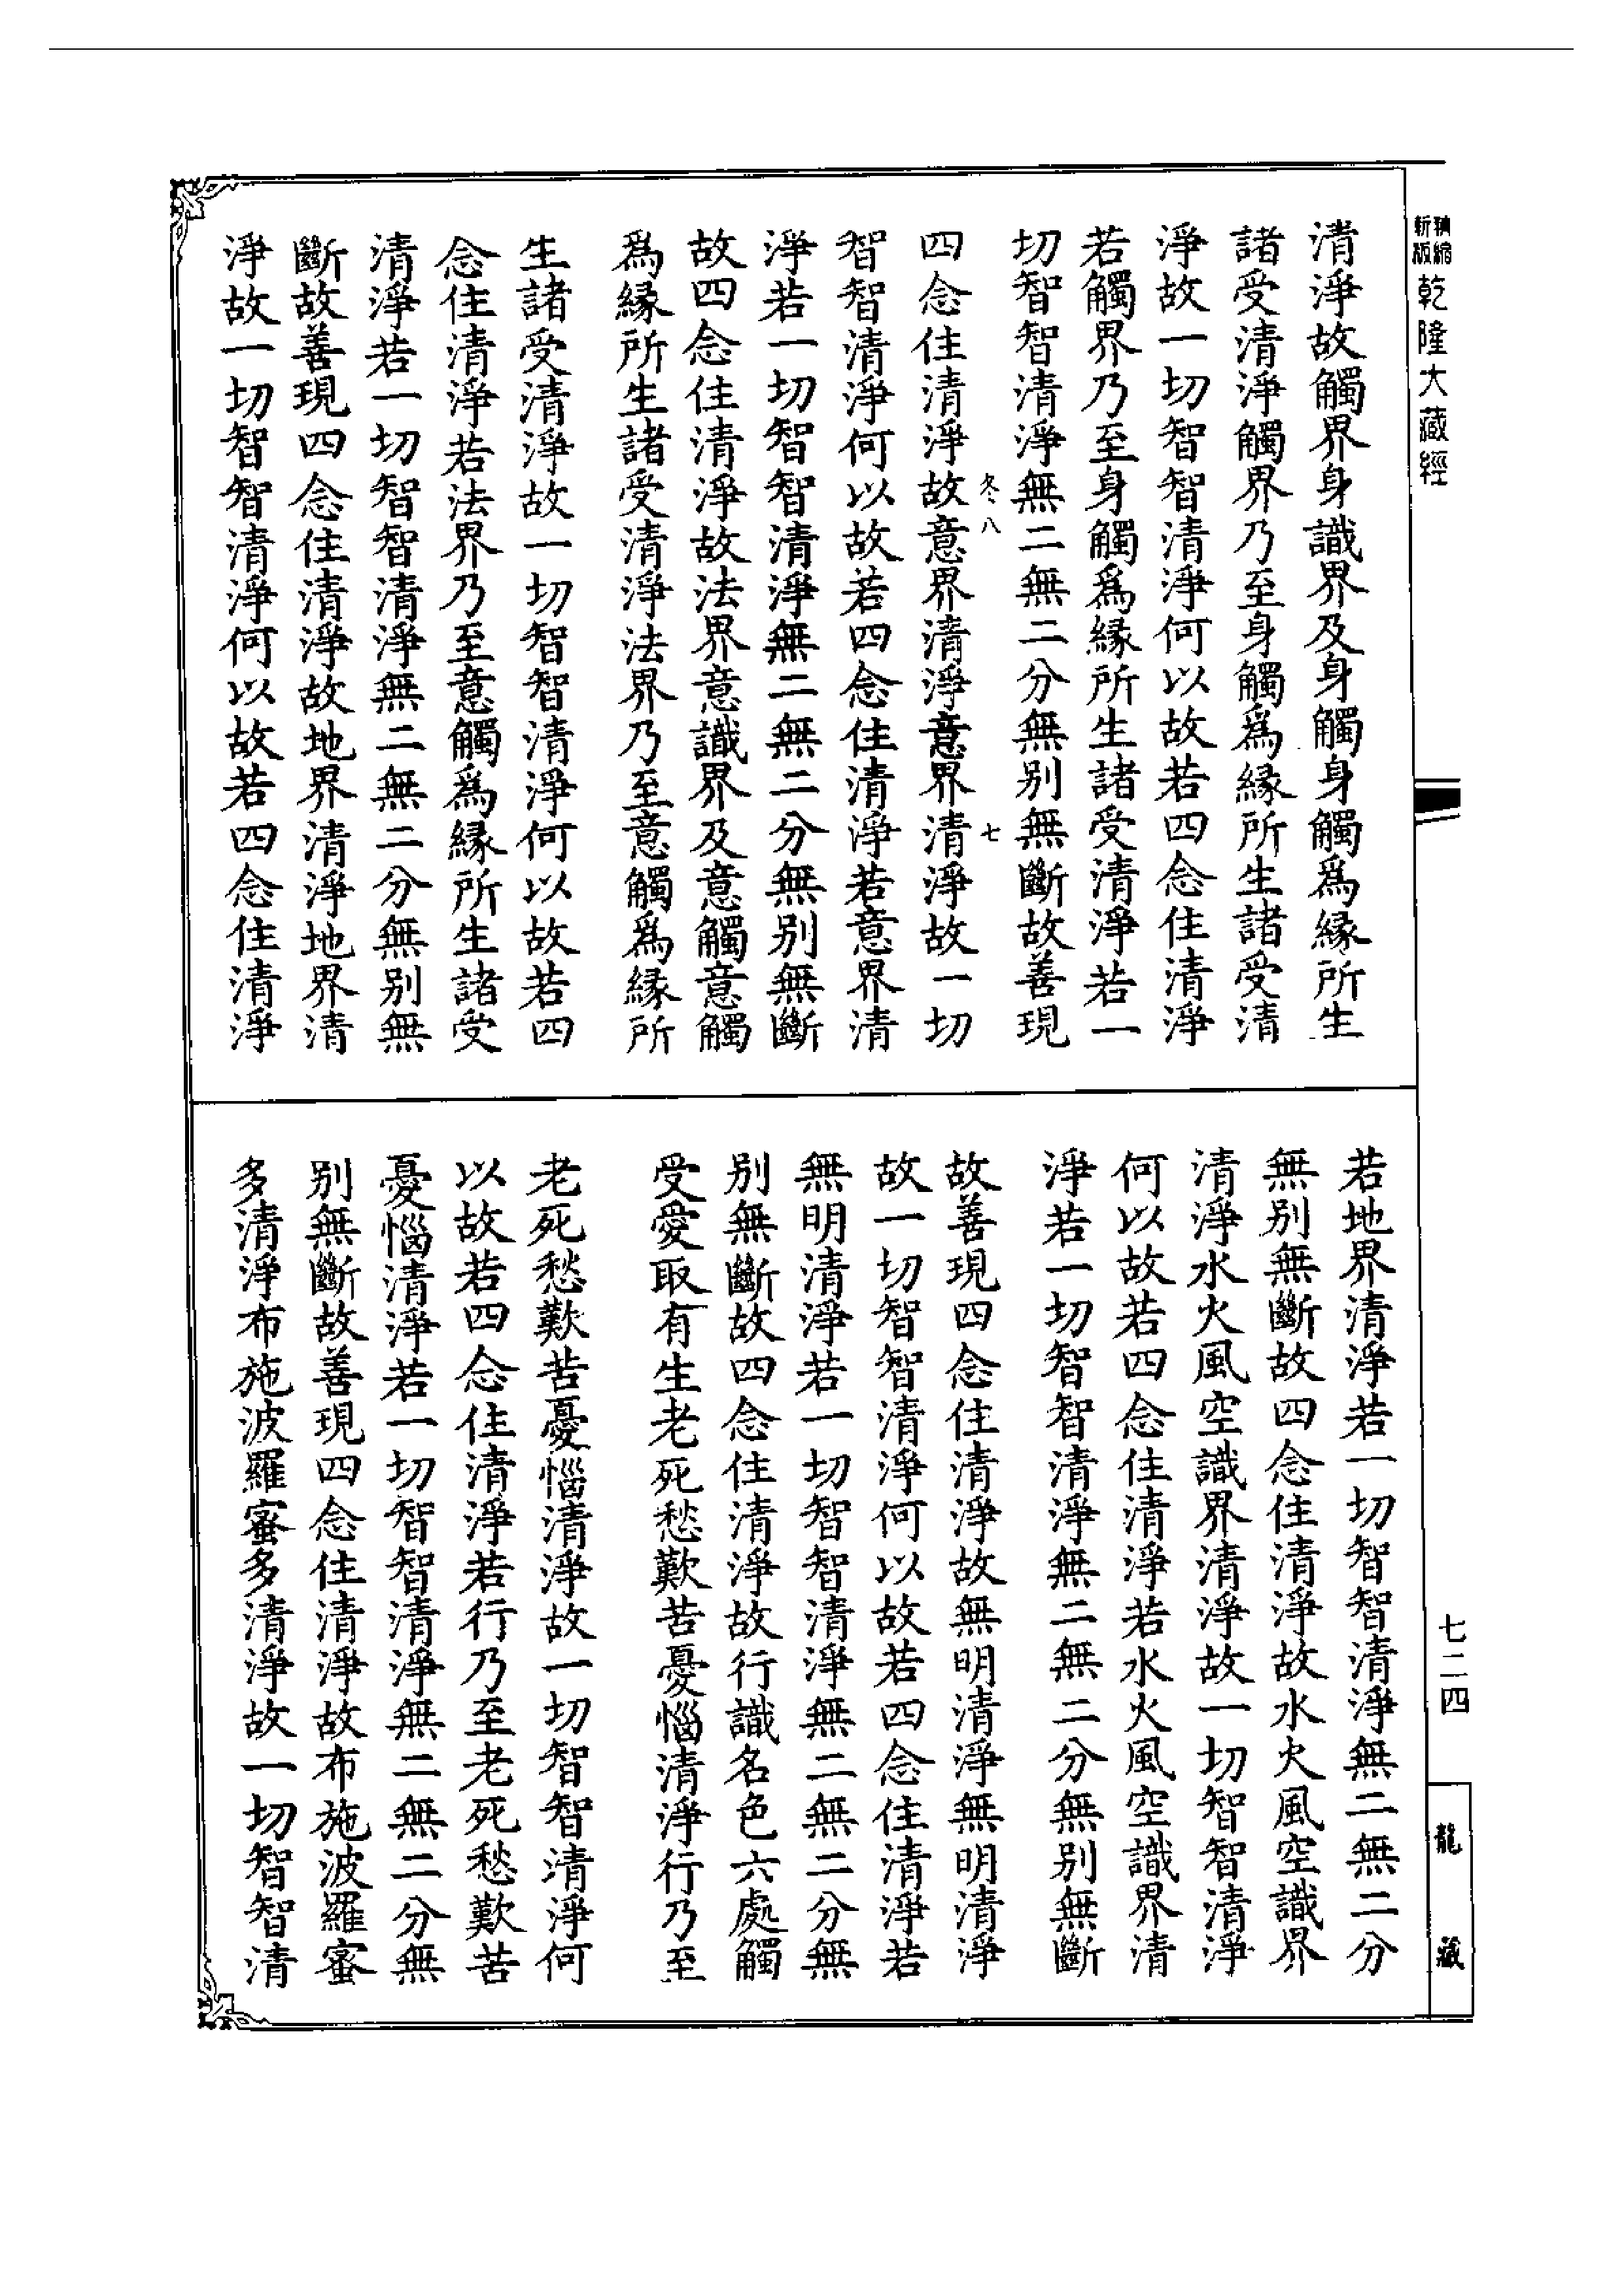 精縮新版乾隆大藏經
清淨故觸界身識界及身觸身觸爲緣所生
諸受清淨觸界乃至身觸爲緣所生諸受清
淨故一切智智清淨何以故若四念住清淨
若觸界乃至身觸爲緣所生諸受清淨若一
切智智清淨無二無二分無別無斷故善現
冬八 七
四念住清淨故意界清淨意界清淨故一切
智智清淨何以故若四念住清淨若意界清
淨若一切智智清淨無二無二分無別無斷
故四念住清淨故法界意識界及意觸意觸
爲緣所生諸受清淨法界乃至意觸爲緣所
生諸受清淨故一切智智清淨何以故若四
念住清淨若法界乃至意觸爲緣所生諸受
清淨若一切智智清淨無二無二分無別無
斷故善現四念住清淨故地界清淨地界清
淨故一切智智清淨何以故若四念住清淨
若地界清淨若一切智智清淨無二無二分
無別無斷故四念住清淨故水火風空識界
清淨水火風空識界清淨故一切智智清淨
何以故若四念住清淨若水火風空識界清
淨若一切智智清淨無二無二分無別無斷
故善現四念住清淨故無明清淨無明清淨
故一切智智清淨何以故若四念住清淨若
無明清淨若一切智智清淨無二無二分無
別無斷故四念住清淨故行識名色六處觸
受愛取有生老死愁歎苦憂惱清淨行乃至
老死愁歎苦憂惱清淨故一切智智清淨何
以故若四念住清淨若行乃至老死愁歎苦
憂惱清淨若一切智智清淨無二無二分無
別無斷故善現四念住清淨故布施波羅蜜
多清淨布施波羅蜜多清淨故一切智智清
七二四
龍藏